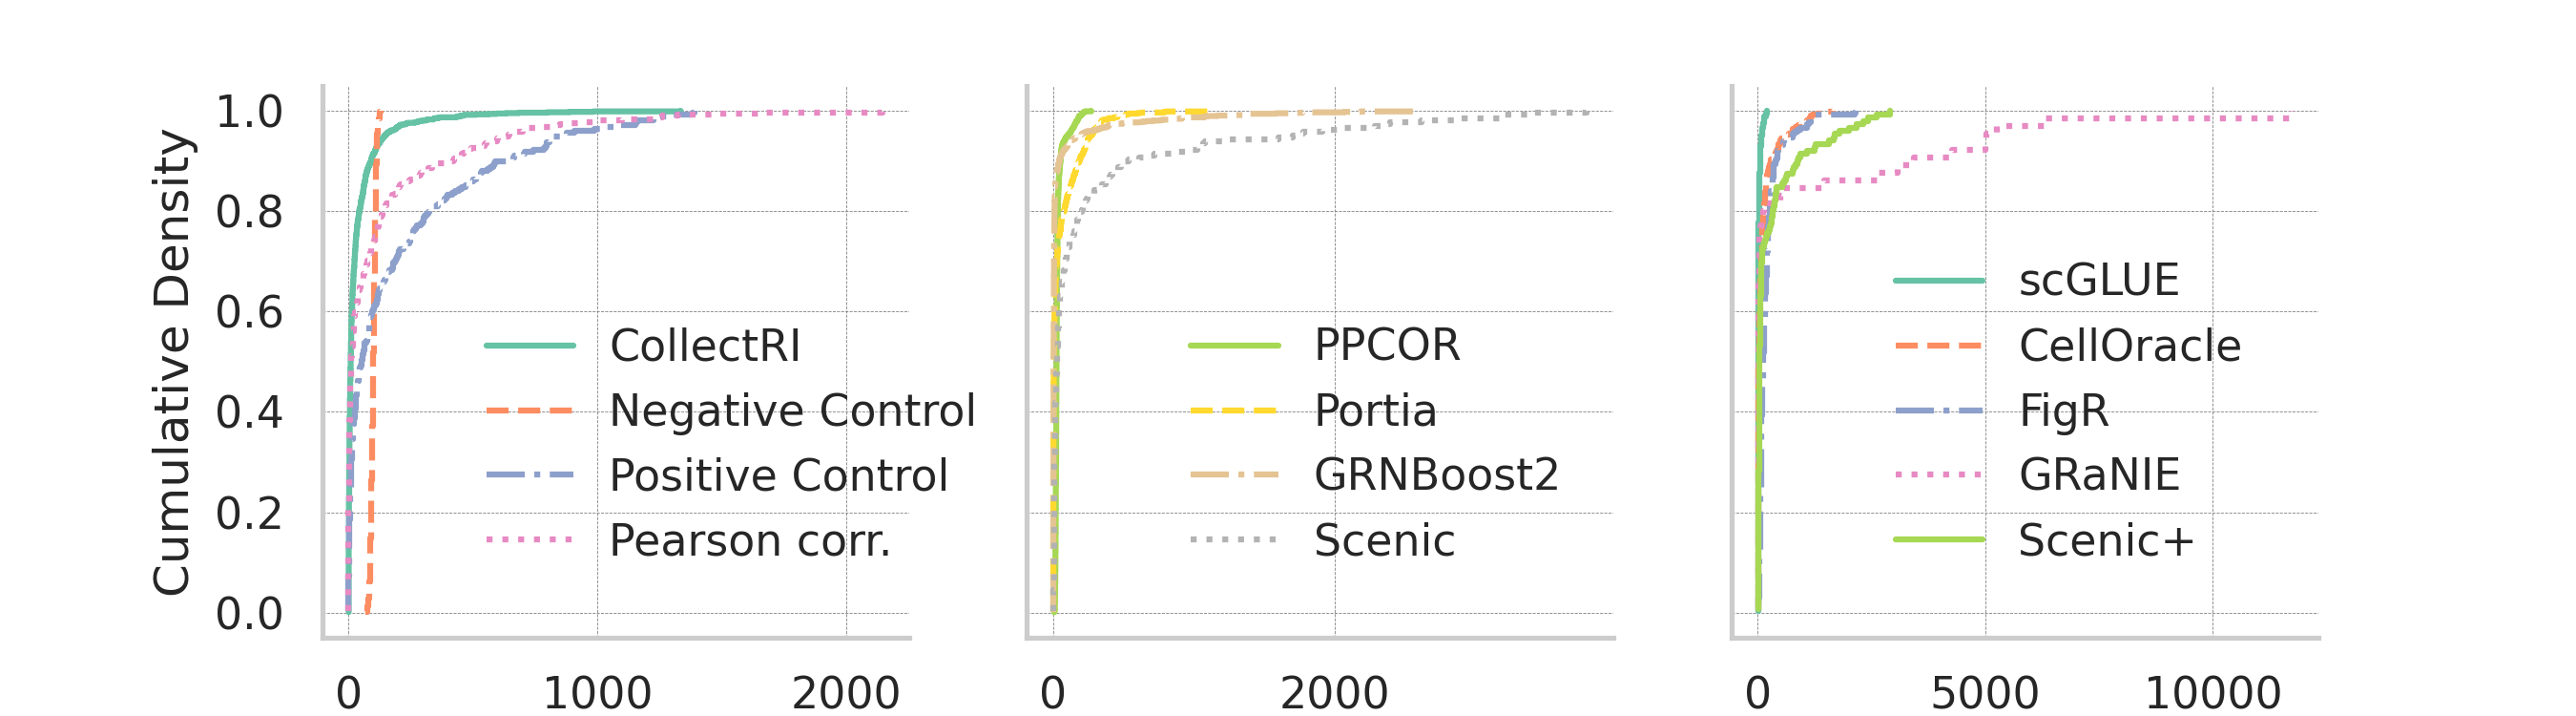 Cumulative Density
1.0
0.8
0.6
0.4
0.2
0.0
CollectRI
Negative Control
Positive Control
Pearson corr.
0 1000 2000
PPCOR
Portia
GRNBoost2
Scenic
0 2000
scGLUE
CellOracle
FigR
GRaNIE
Scenic+
0 5000 10000